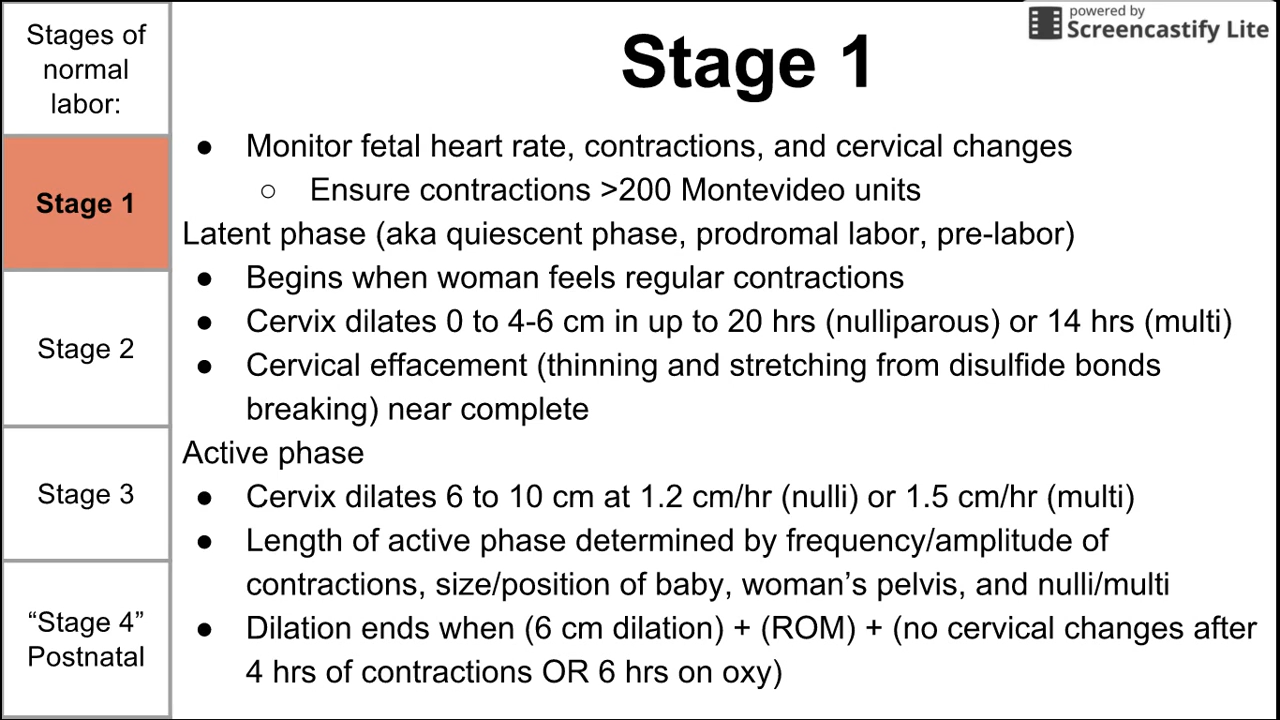 Stages of
normal
labor:
Stage 1
Stage 2
Stage 3
“Stage 4”
Postnatal
powered by
Screencastify Lite
Stage 1
● Monitor fetal heart rate, contractions, and cervical changes
○ Ensure contractions >200 Montevideo units
Latent phase (aka quiescent phase, prodromal labor, pre-labor)
● Begins when woman feels regular contractions
● Cervix dilates 0 to 4-6 cm in up to 20 hrs (nulliparous) or 14 hrs (multi)
● Cervical effacement (thinning and stretching from disulfide bonds
breaking) near complete
Active phase
● Cervix dilates 6 to 10 cm at 1.2 cm/hr (nulli) or 1.5 cm/hr (multi)
● Length of active phase determined by frequency/amplitude of
contractions, size/position of baby, woman’s pelvis, and nulli/multi
● Dilation ends when (6 cm dilation) + (ROM) + (no cervical changes after
4 hrs of contractions OR 6 hrs on oxy)